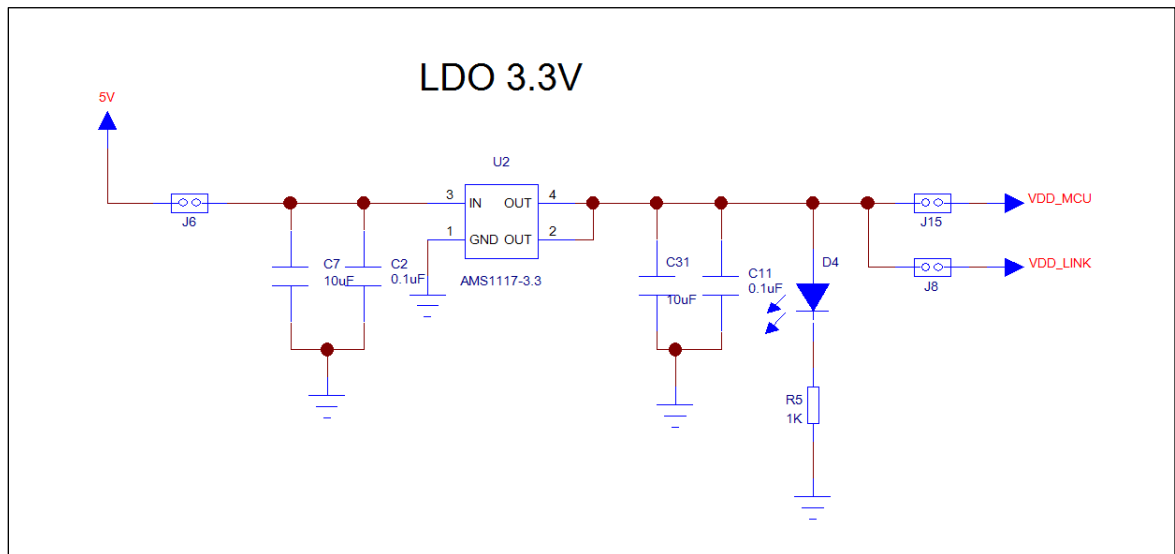 LDO 3.3V
5V
U2
3 IN OUT 4
1 GND OUT 2
AMS1117-3.3
J6
C7
10uF
C2
0.1uF
C31
10uF
C11
0.1uF
D4
R5
1K
J15
VDD_MCU
J8
VDD_LINK